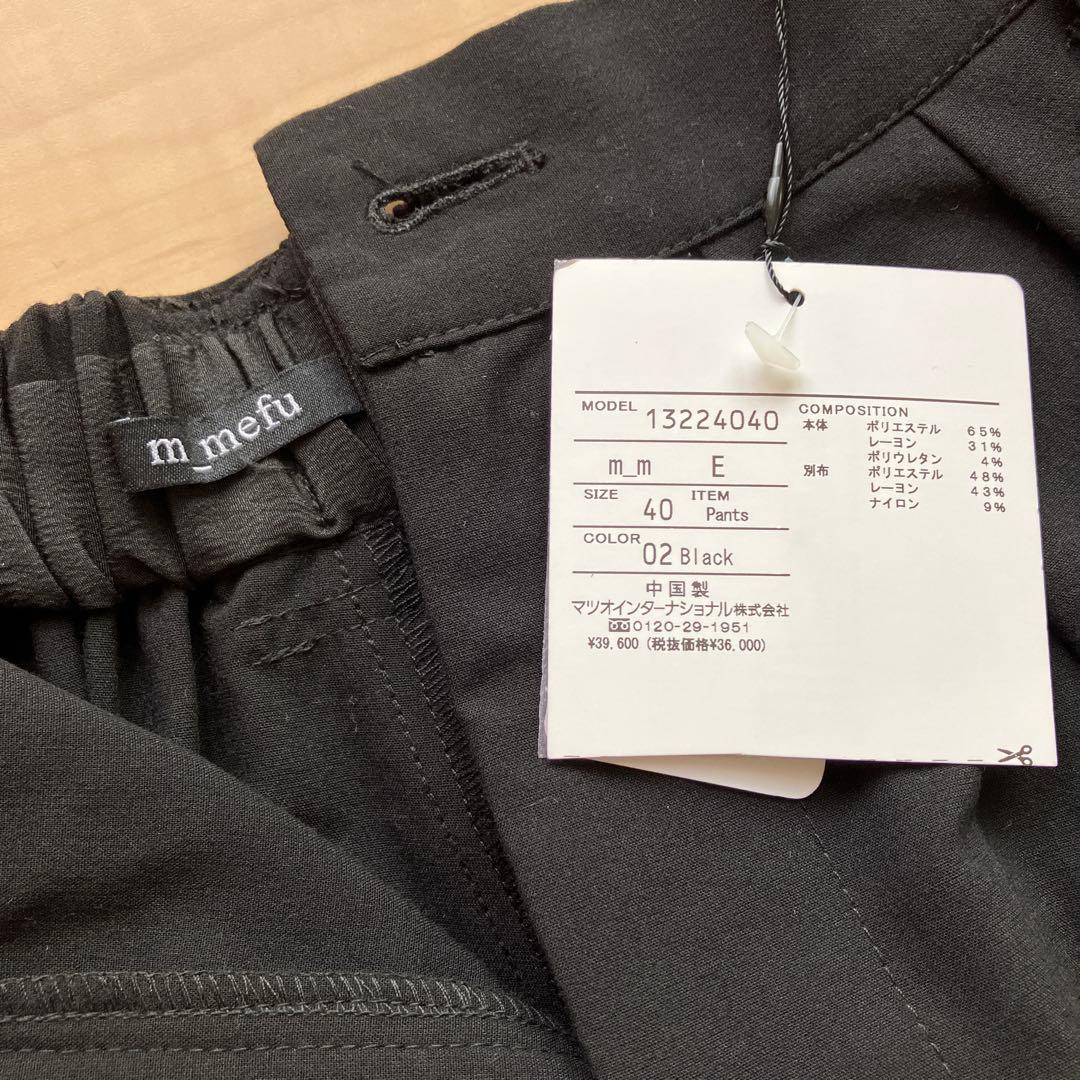 m_mefu
MODEL 13224040
m_m E
SIZE 40 ITEM Pants
COLOR 02 Black
中国製
マツオインターナショナル株式会社
0120-29-1951
¥39,600 (税抜価格¥36,000)
COMPOSITION
本体 ポリエステル 65%
レーヨン 31%
ポリウレタン 4%
別布 ポリエステル 48%
レーヨン 43%
ナイロン 9%